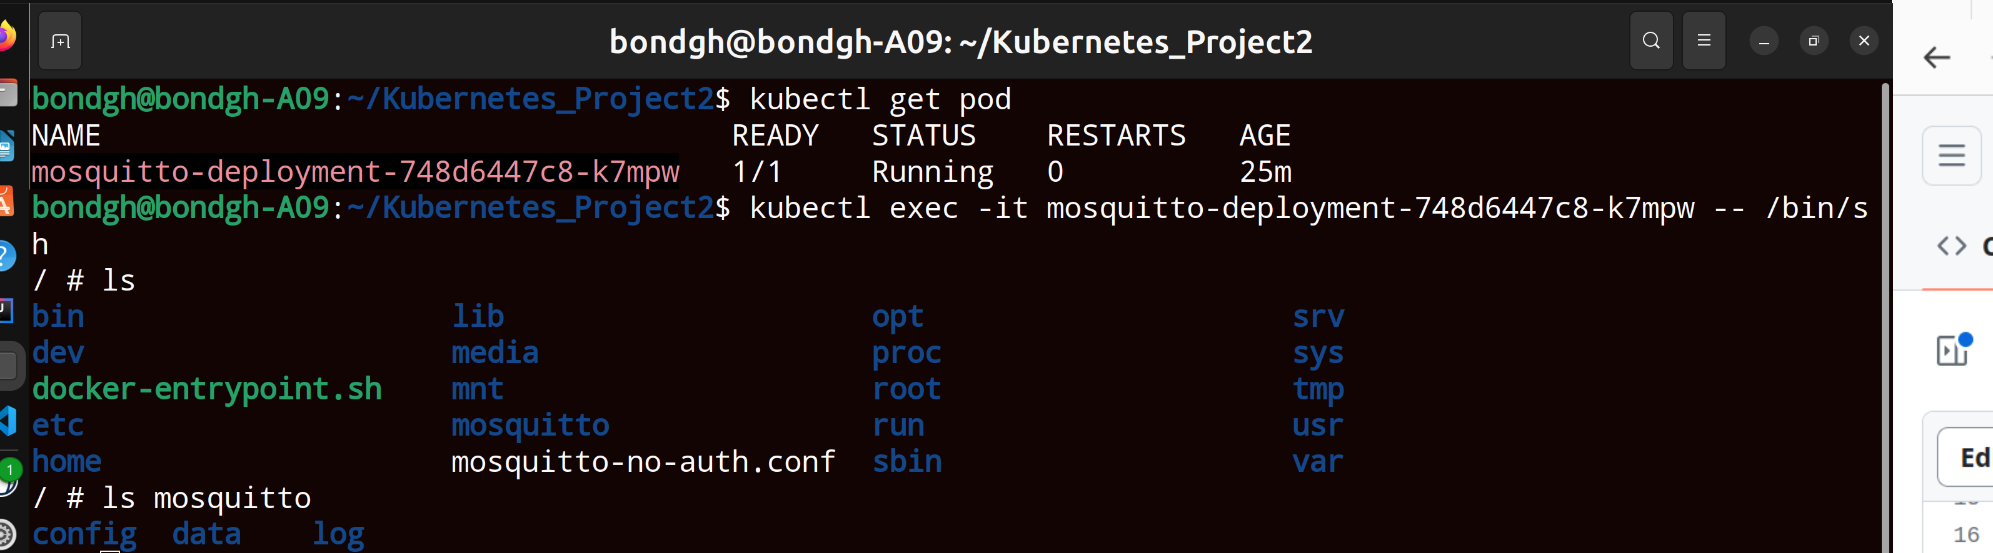 bondgh@bondgh-A09: ~/Kubernetes_Project2
bondgh@bondgh-A09:~/Kubernetes_Project2$ kubectl get pod
NAME READY STATUS RESTARTS AGE
mosquitto-deployment-748d6447c8-k7mpw 1/1 Running 0 25m
bondgh@bondgh-A09:~/Kubernetes_Project2$ kubectl exec -it mosquitto-deployment-748d6447c8-k7mpw -- /bin/s
h
/ # ls
bin lib opt srv
dev media proc sys
docker-entrypoint.sh mnt root tmp
etc mosquitto run usr
home mosquitto-no-auth.conf sbin var
/ # ls mosquitto
config data log
1
Ed
16